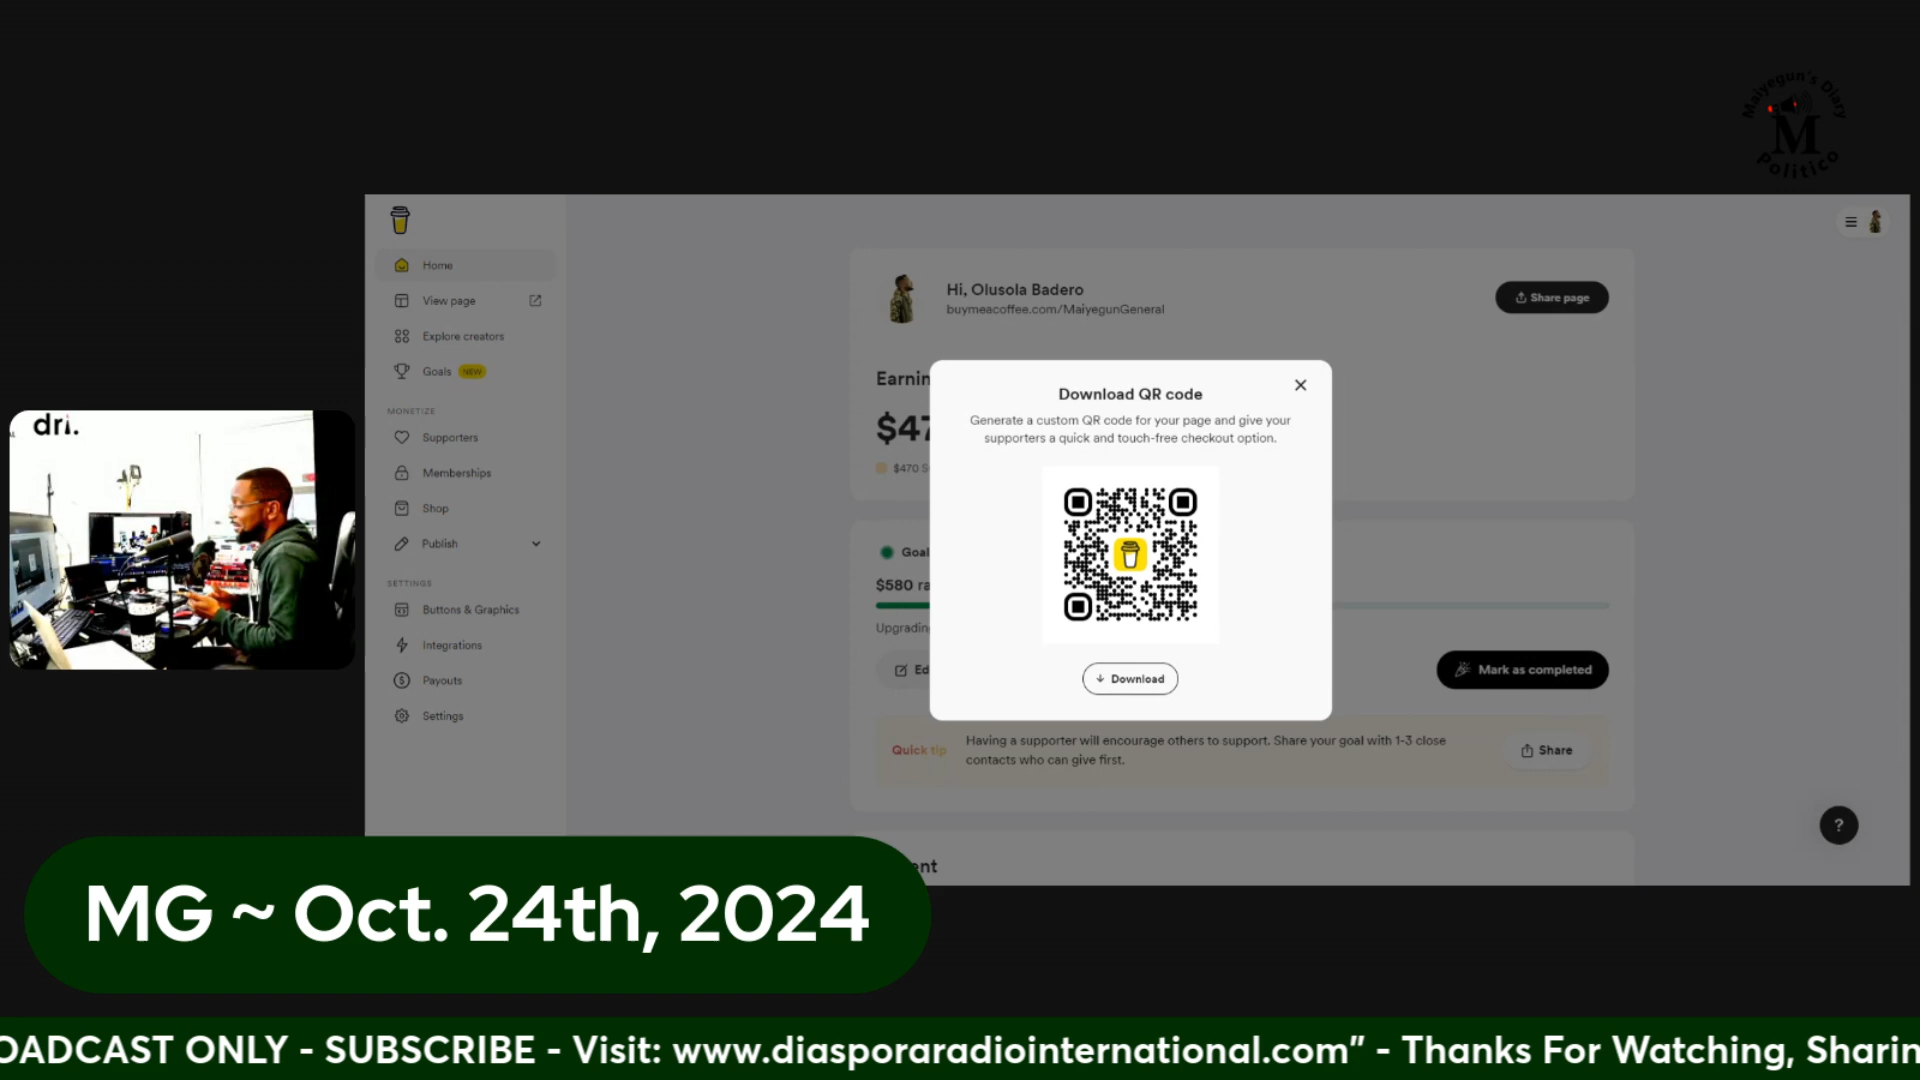 Maiyegun's Diary
M
Politico
Home
View page
Explore creators
Goals NEW
MONETIZE
Supporters
Memberships
Shop
Publish
SETTINGS
Buttons & Graphics
Integrations
Payouts
Settings
Hi, Olusola Badero
buymeacoffee.com/MaiyegunGeneral
Share page
Earnin
$47
$470 S
Download QR code
Generate a custom QR code for your page and give your
supporters a quick and touch-free checkout option.
Download
Goal
$580 ra
Upgradin
Ed
Mark as completed
Quick tip
Having a supporter will encourage others to support. Share your goal with 1-3 close
contacts who can give first.
Share
?
ent
dri.
MG ~ Oct. 24th, 2024
OADCAST ONLY - SUBSCRIBE - Visit: www.diasporaradiointernational.com” - Thanks For Watching, Sharin